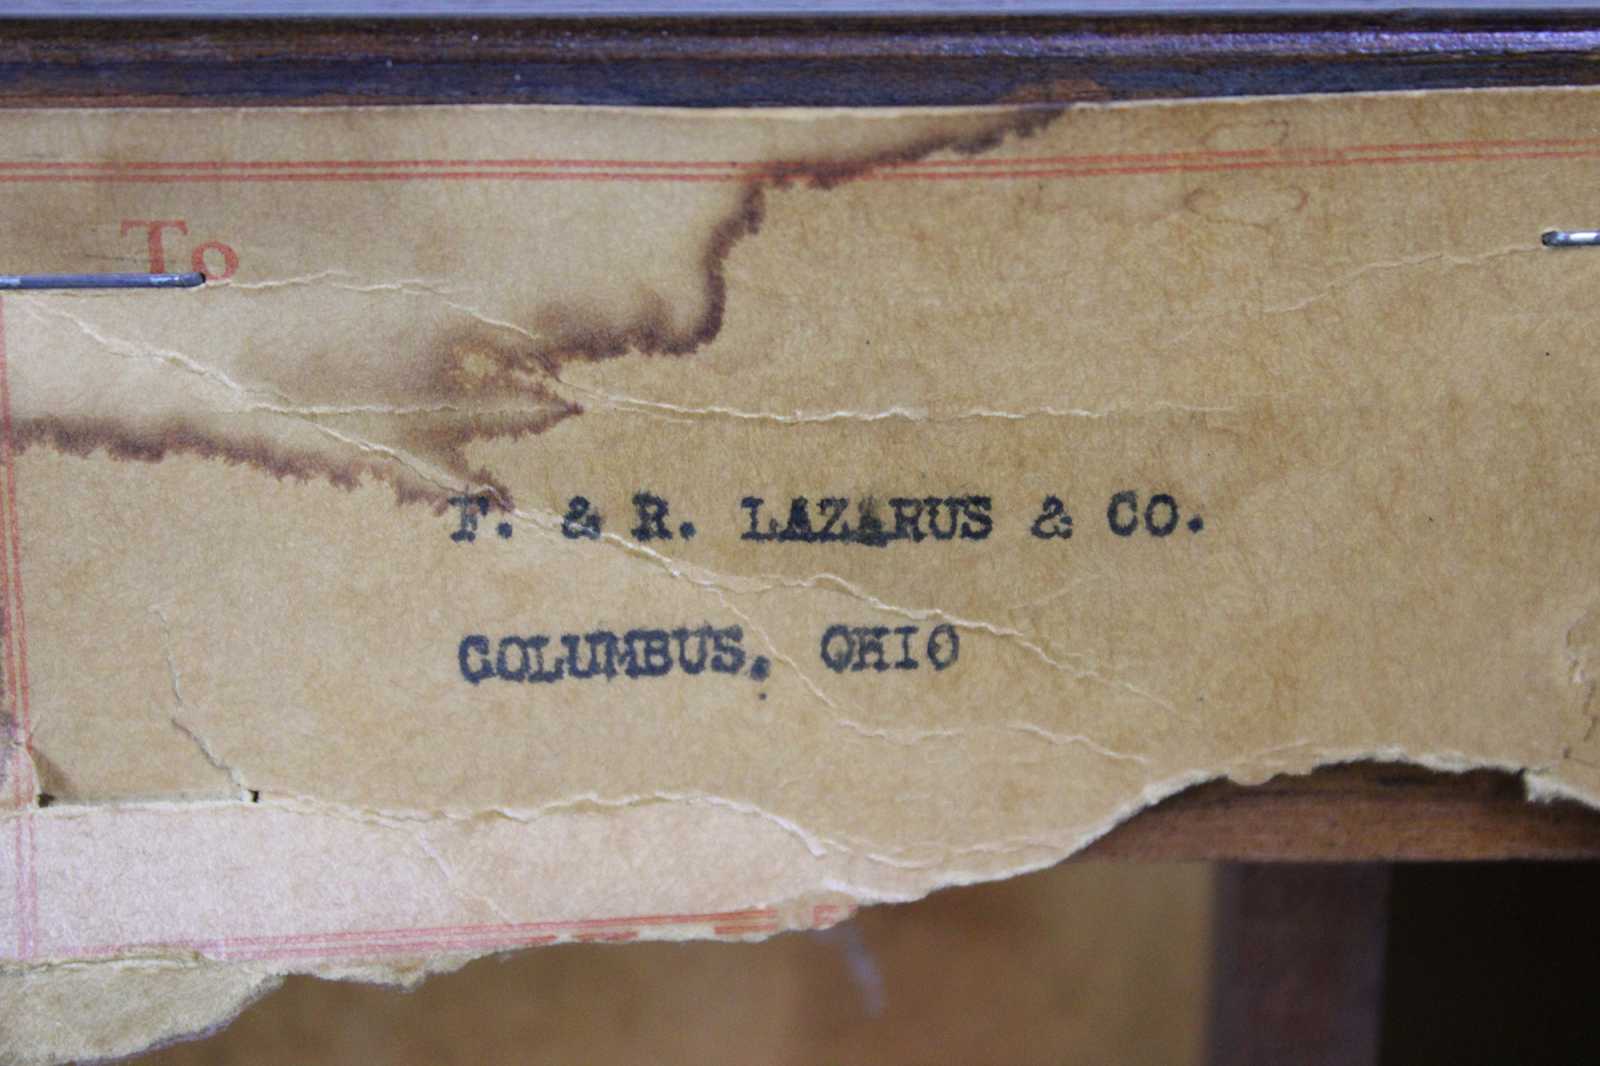 To
F. & R. LAZARUS & CO.
COLUMBUS, OHIO